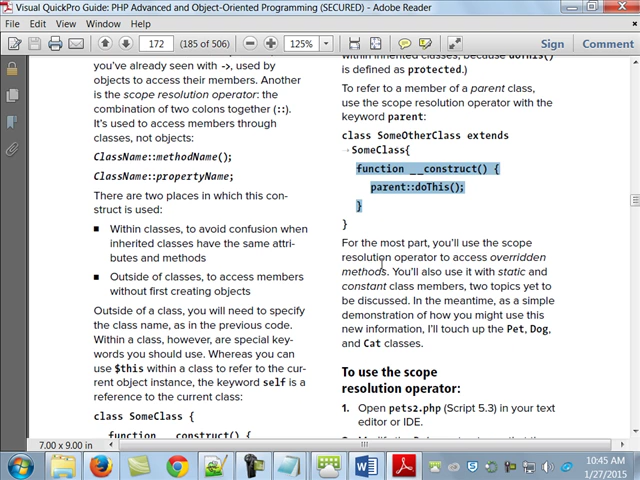 Visual QuickPro Guide: PHP Advanced and Object-Oriented Programming (SECURED) - Adobe Reader
File Edit View Window Help
172 (185 of 506) 125% Sign Comment
you've already seen with ->, used by
objects to access their members. Another
is the scope resolution operator: the
combination of two colons together (::).
It's used to access members through
classes, not objects:
ClassName::methodName();
ClassName::propertyName;
There are two places in which this con-
struct is used:
■ Within classes, to avoid confusion when
inherited classes have the same attri-
butes and methods
■ Outside of classes, to access members
without first creating objects
Outside of a class, you will need to specify
the class name, as in the previous code.
Within a class, however, are special key-
words you should use. Whereas you can
use $this within a class to refer to the cur-
rent object instance, the keyword self is a
reference to the current class:
class SomeClass {
function __construct() {
within inherited classes, because doThis()
is defined as protected.)
To refer to a member of a parent class,
use the scope resolution operator with the
keyword parent:
class SomeOtherClass extends
→ SomeClass{
function __construct() {
parent::doThis();
}
}
For the most part, you'll use the scope
resolution operator to access overridden
methods. You'll also use it with static and
constant class members, two topics yet to
be discussed. In the meantime, as a simple
demonstration of how you might use this
new information, I'll touch up the Pet, Dog,
and Cat classes.
To use the scope
resolution operator:
1. Open pets2.php (Script 5.3) in your text
editor or IDE.
7.00 x 9.00 in
10:45 AM
1/27/2015